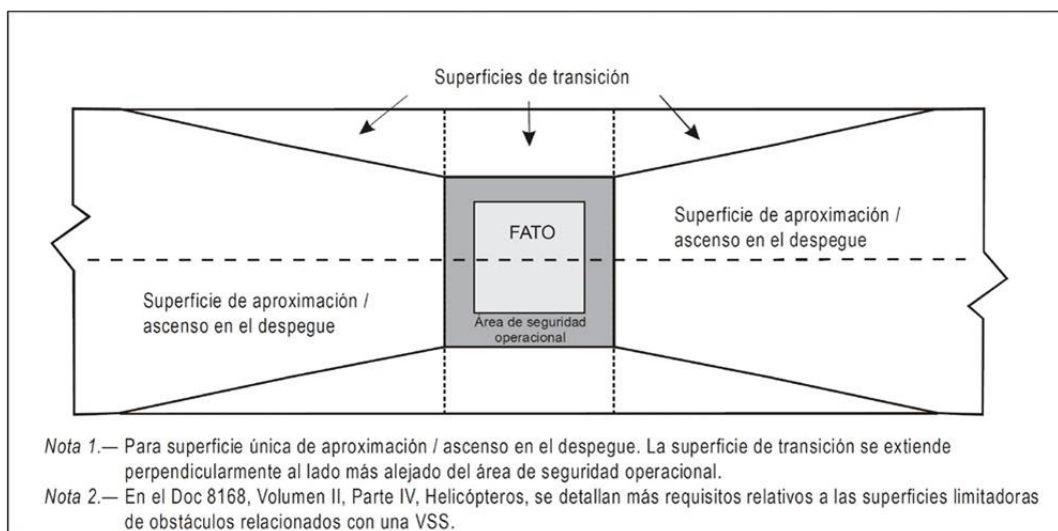 Superficies de transición
FATO
Superficie de aproximación /
ascenso en el despegue
Superficie de aproximación /
ascenso en el despegue
Área de seguridad
operacional
Nota 1.— Para superficie única de aproximación / ascenso en el despegue. La superficie de transición se extiende
perpendicularmente al lado más alejado del área de seguridad operacional.
Nota 2.— En el Doc 8168, Volumen II, Parte IV, Helicópteros, se detallan más requisitos relativos a las superficies limitadoras
de obstáculos relacionados con una VSS.